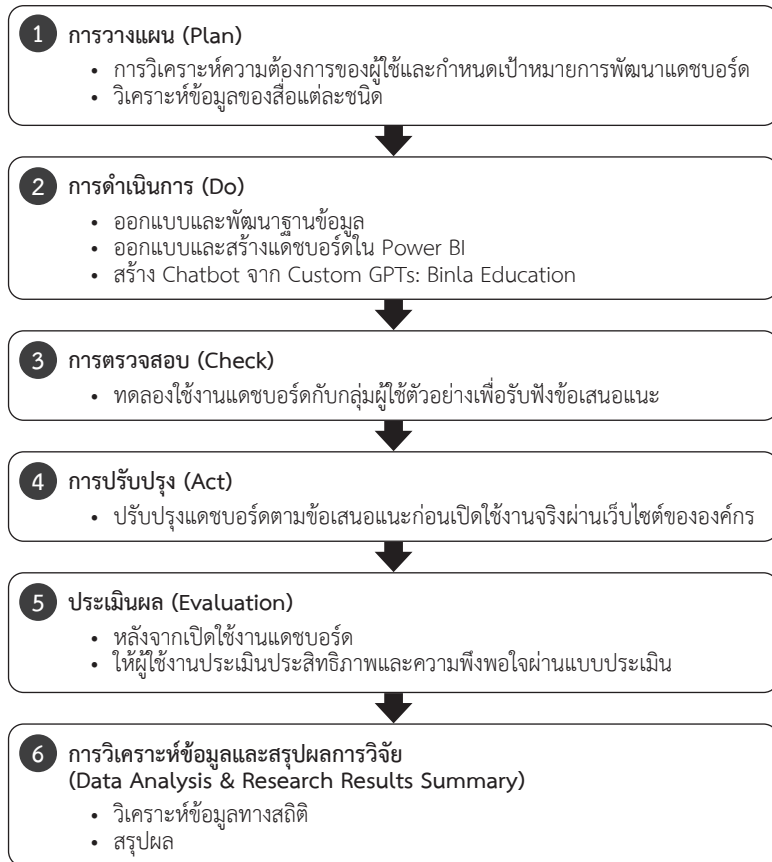 1 การวางแผน (Plan)
• การวิเคราะห์ความต้องการของผู้ใช้และกำหนดเป้าหมายการพัฒนาแดชบอร์ด
• วิเคราะห์ข้อมูลของสื่อแต่ละชนิด
2 การดำเนินการ (Do)
• ออกแบบและพัฒนาฐานข้อมูล
• ออกแบบและสร้างแดชบอร์ดใน Power BI
• สร้าง Chatbot จาก Custom GPTs: Binla Education
3 การตรวจสอบ (Check)
• ทดลองใช้งานแดชบอร์ดกับกลุ่มผู้ใช้ตัวอย่างเพื่อรับฟังข้อเสนอแนะ
4 การปรับปรุง (Act)
• ปรับปรุงแดชบอร์ดตามข้อเสนอแนะก่อนเปิดใช้งานจริงผ่านเว็บไซต์ขององค์กร
5 ประเมินผล (Evaluation)
• หลังจากเปิดใช้งานแดชบอร์ด
• ให้ผู้ใช้งานประเมินประสิทธิภาพและความพึงพอใจผ่านแบบประเมิน
6 การวิเคราะห์ข้อมูลและสรุปผลการวิจัย
(Data Analysis & Research Results Summary)
• วิเคราะห์ข้อมูลทางสถิติ
• สรุปผล